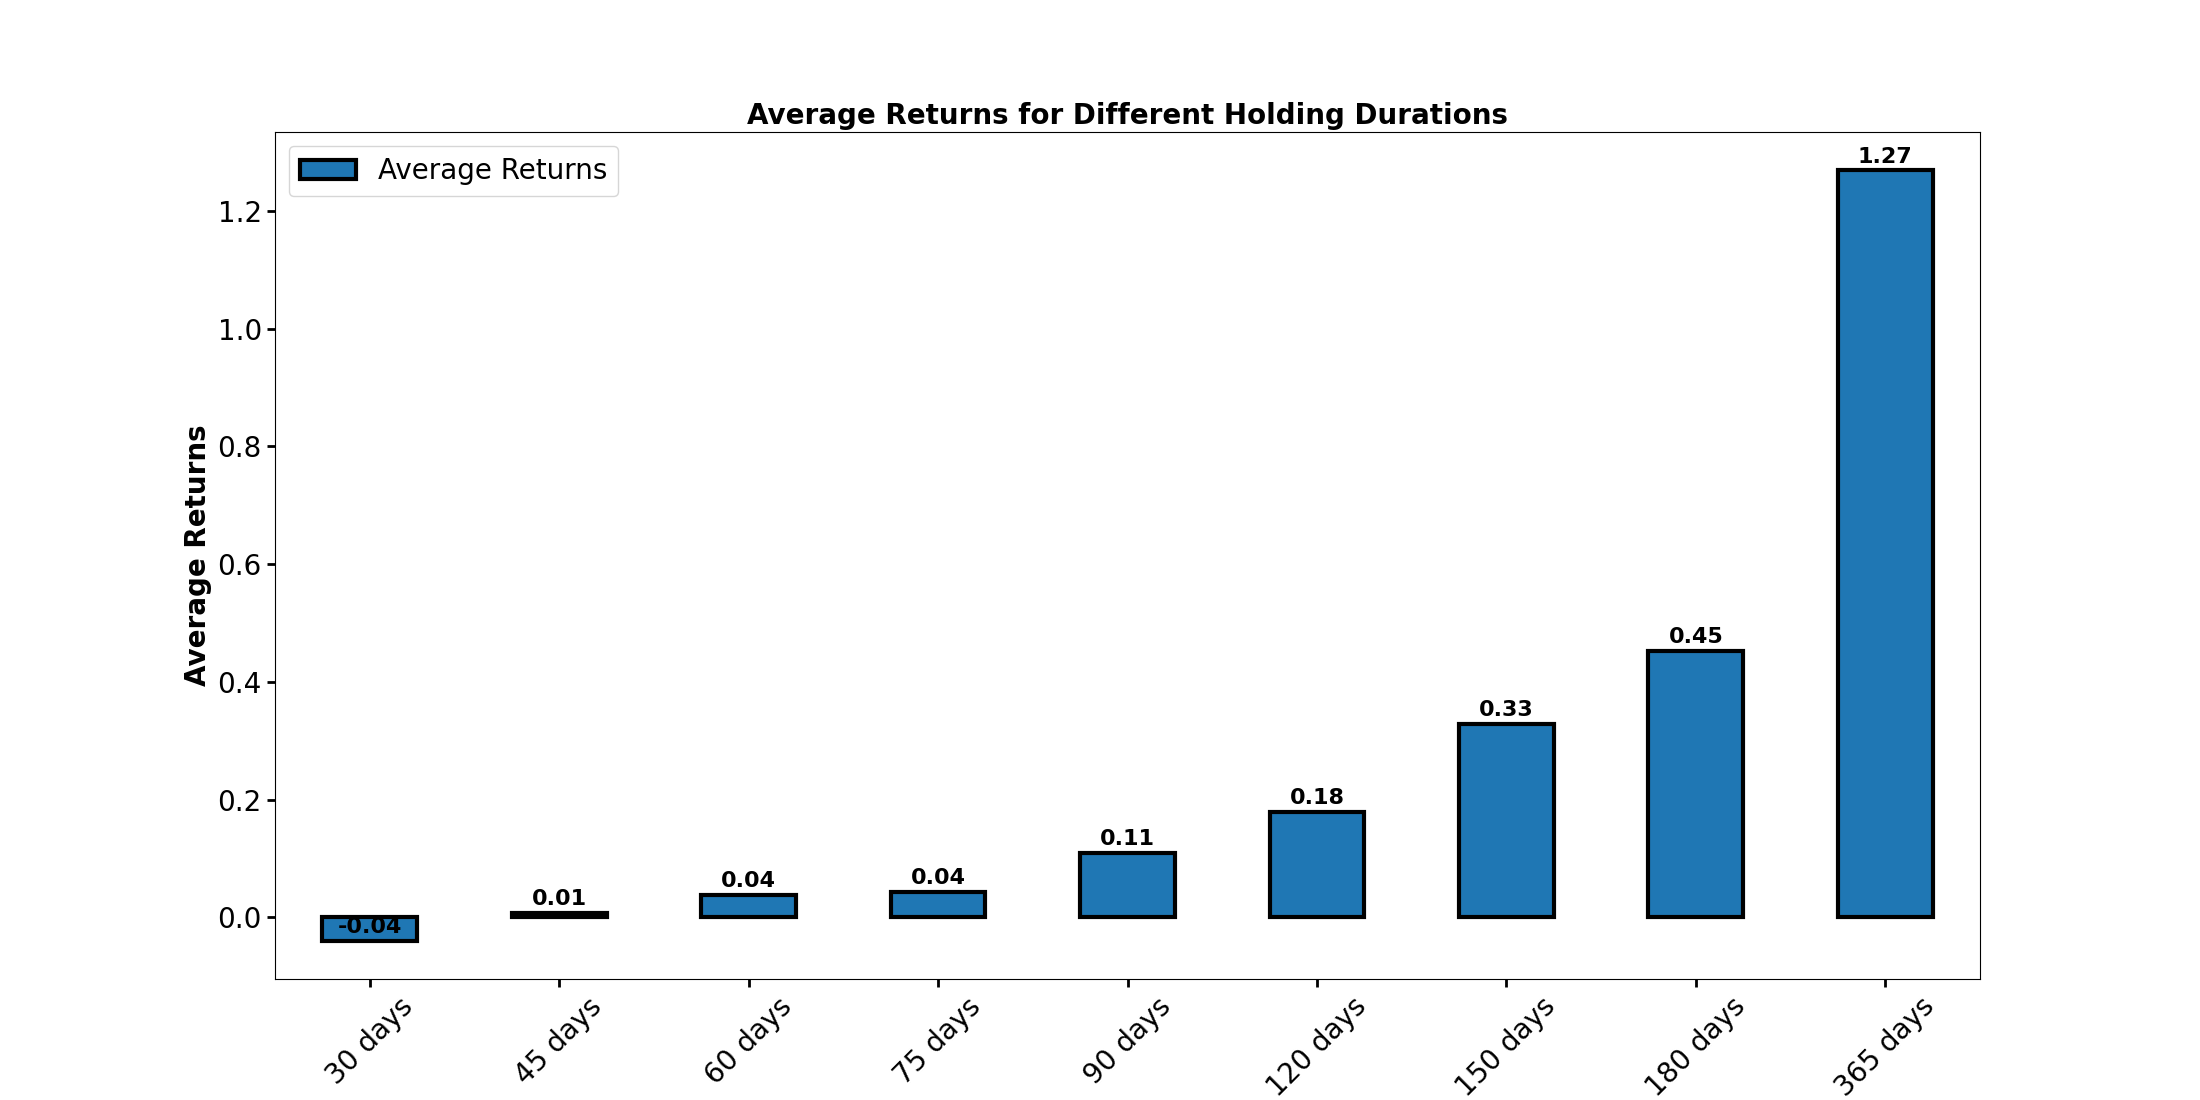 Average Returns for Different Holding Durations
Average Returns
1.27
1.2
1.0
0.8
0.6
0.4
0.2
0.0
Average Returns
-0.04
0.01
0.04
0.04
0.11
0.18
0.33
0.45
30 days
45 days
60 days
75 days
90 days
120 days
150 days
180 days
365 days